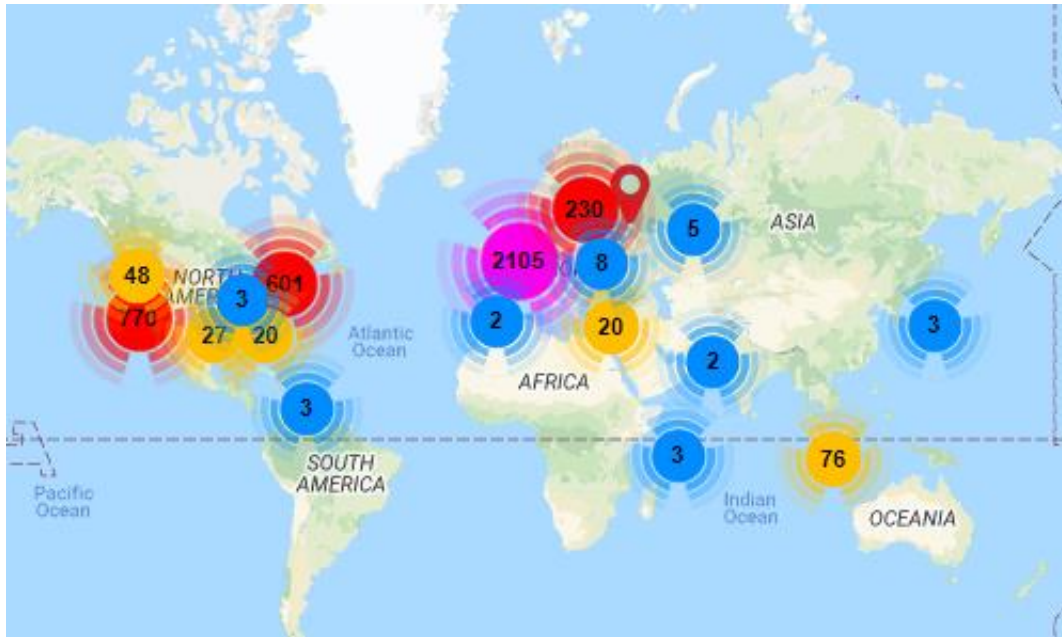 230
5
ASIA
2105
8
48
NORTH
AMERICA
601
3
770
27
20
2
20
3
Atlantic
Ocean
2
AFRICA
3
3
76
SOUTH
AMERICA
Pacific
Ocean
Indian
Ocean
OCEANIA